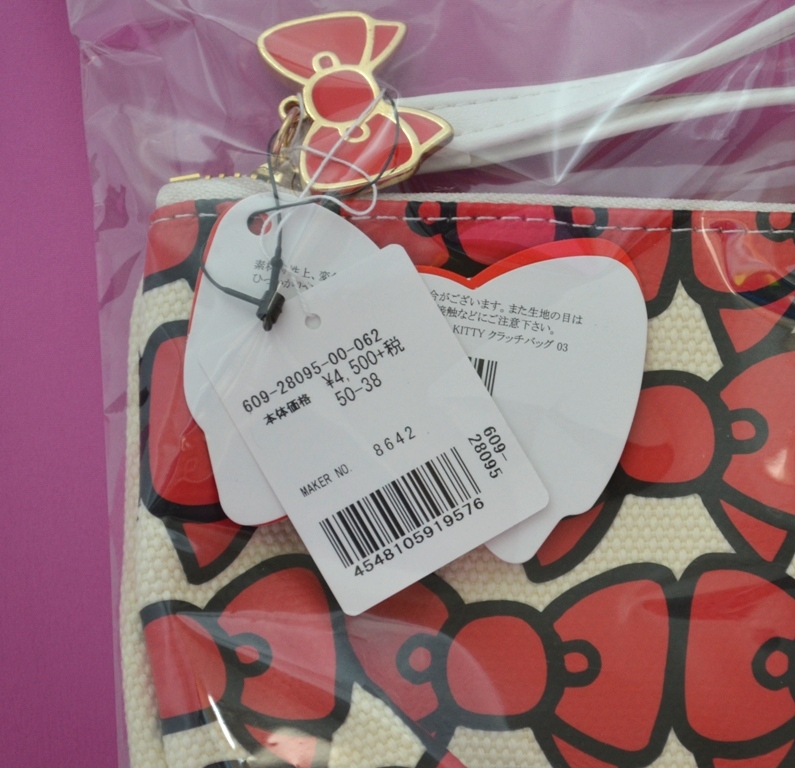 609-28095-00-062
本体価格 ¥4,500+税
50-38
MAKER NO. 8642
609-
28095
4548105919576
がございます。また生地の目は
触などにご注意下さい。
KITTY クラッチバッグ 03